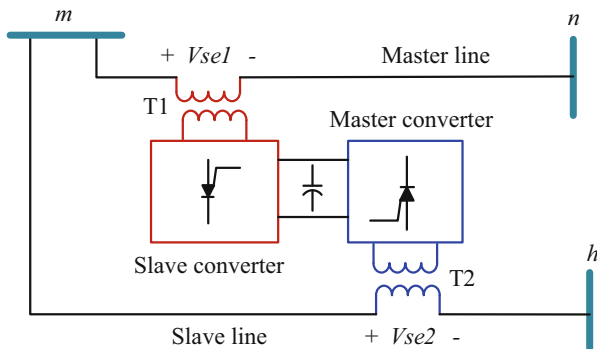 m
n
+ Vse1 -
Master line
T1
Master converter
Slave converter
T2
h
Slave line
+ Vse2 -